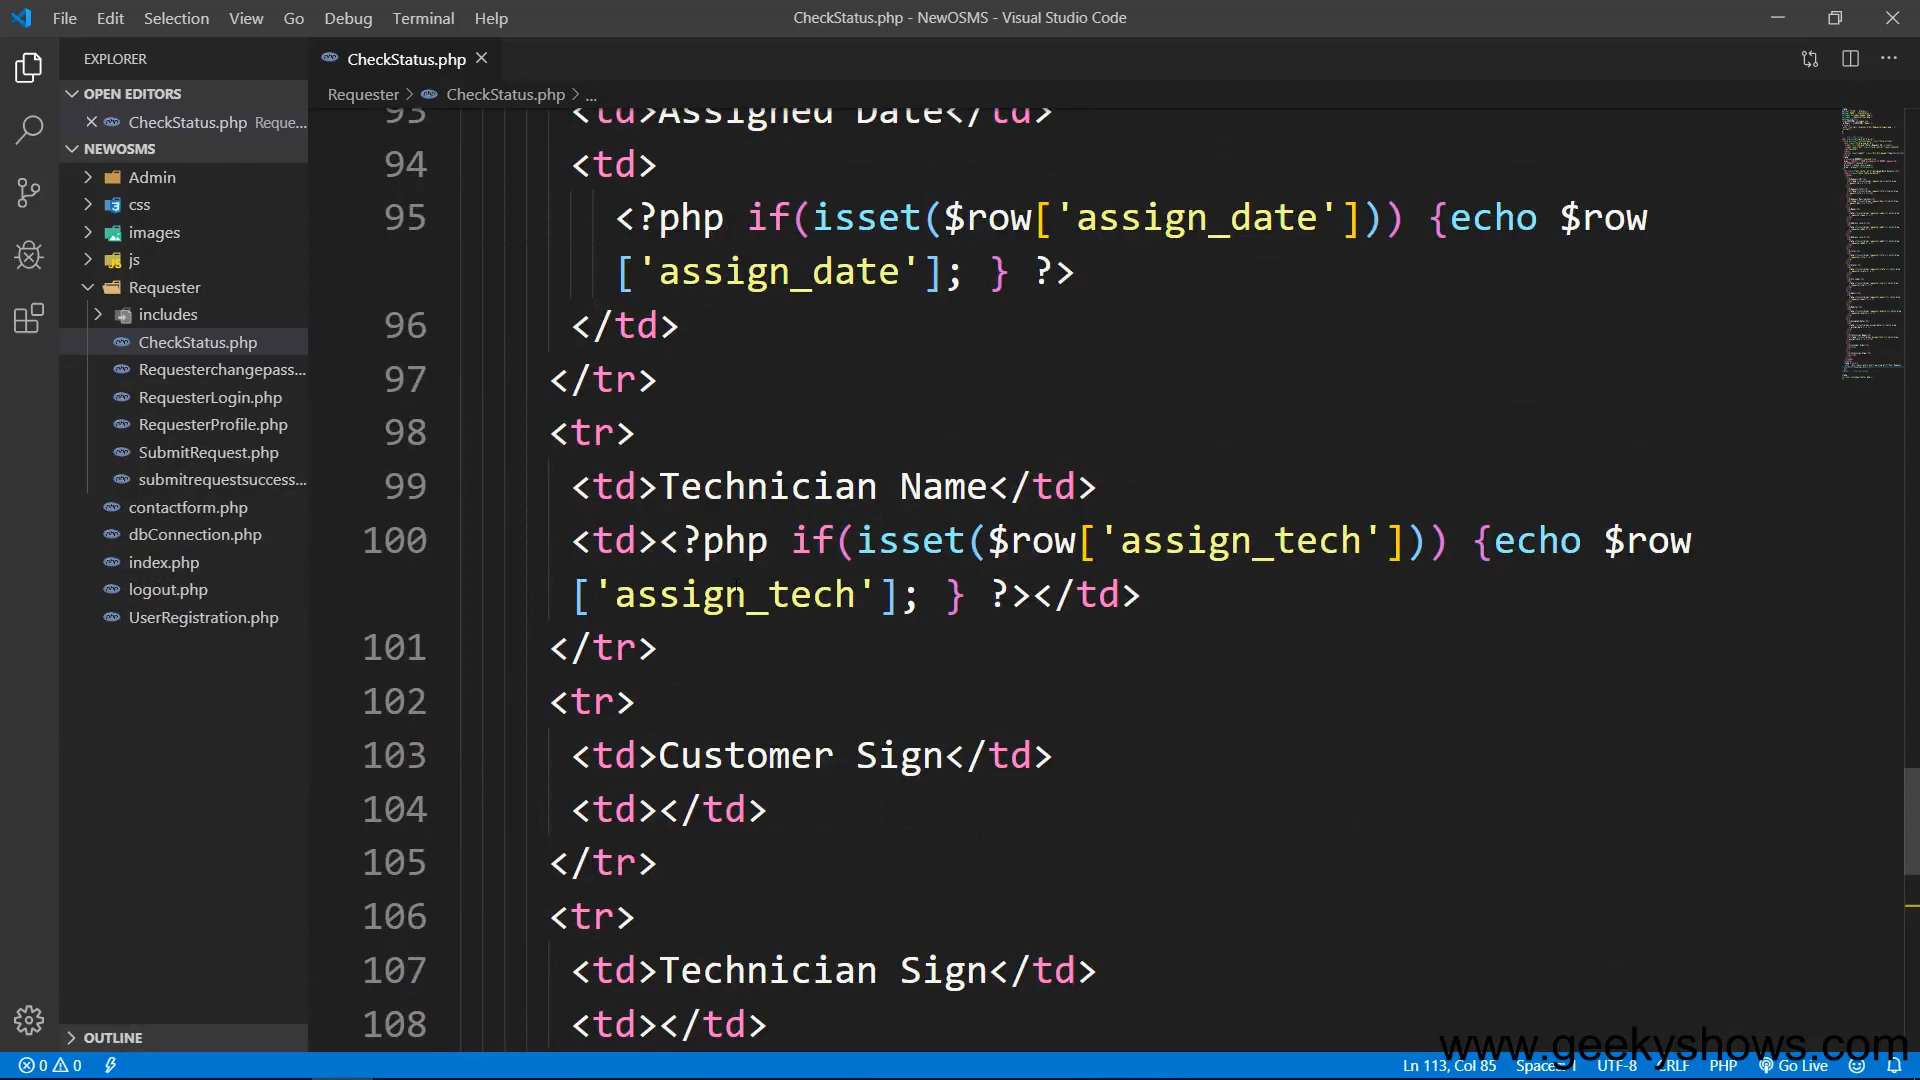 File Edit Selection View Go Debug Terminal Help
CheckStatus.php - NewOSMS - Visual Studio Code
EXPLORER
OPEN EDITORS
CheckStatus.php Reque...
NEWOSMS
Admin
css
images
js
Requester
includes
CheckStatus.php
Requesterchangepass...
RequesterLogin.php
RequesterProfile.php
SubmitRequest.php
submitrequestsuccess...
contactform.php
dbConnection.php
index.php
logout.php
UserRegistration.php
OUTLINE
CheckStatus.php
Requester > CheckStatus.php > ...
93 <td>Assigned Date</td>
94 <td>
95 <?php if(isset($row['assign_date'])) {echo $row
['assign_date']; } ?>
96 </td>
97 </tr>
98 <tr>
99 <td>Technician Name</td>
100 <td><?php if(isset($row['assign_tech'])) {echo $row
['assign_tech']; } ?></td>
101 </tr>
102 <tr>
103 <td>Customer Sign</td>
104 <td></td>
105 </tr>
106 <tr>
107 <td>Technician Sign</td>
108 <td></td>
www.geekyshows.com
0 0
Ln 113, Col 85 UTF-8 CRLF PHP Go Live